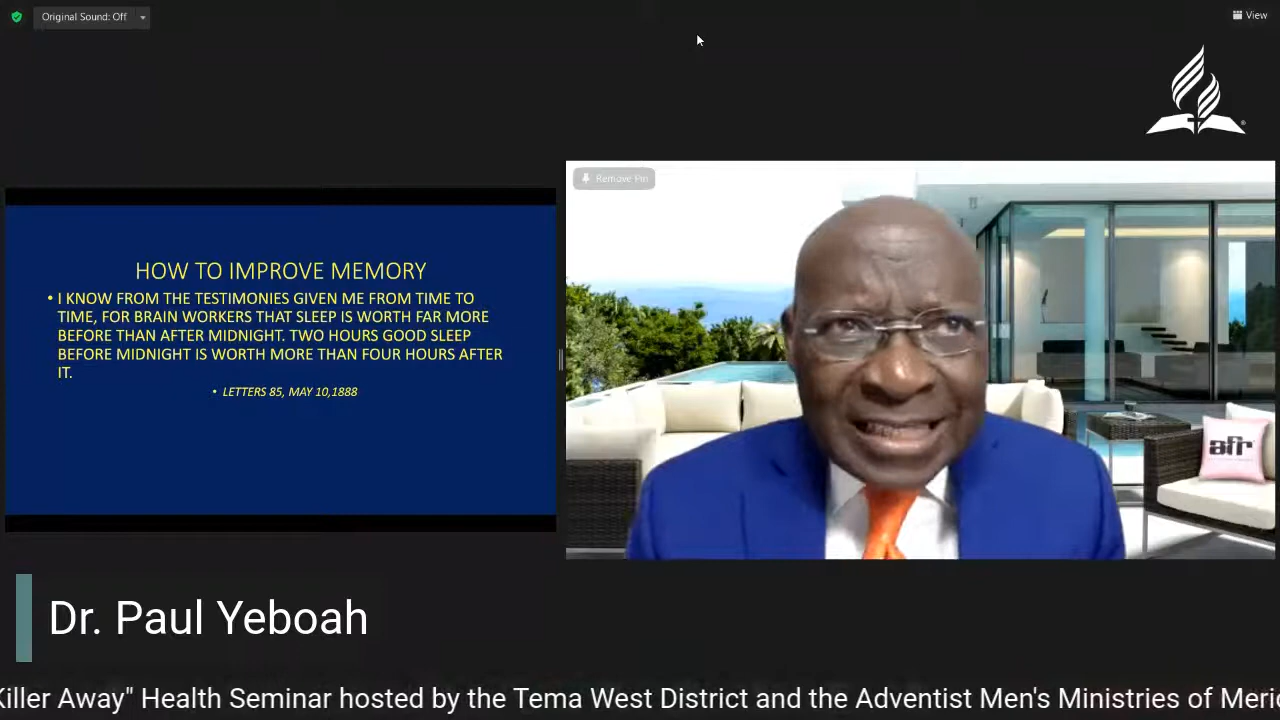 Original Sound: Off
View
Remove Pin
HOW TO IMPROVE MEMORY
• I KNOW FROM THE TESTIMONIES GIVEN ME FROM TIME TO
TIME, FOR BRAIN WORKERS THAT SLEEP IS WORTH FAR MORE
BEFORE THAN AFTER MIDNIGHT. TWO HOURS GOOD SLEEP
BEFORE MIDNIGHT IS WORTH MORE THAN FOUR HOURS AFTER
IT.
• LETTERS 85, MAY 10,1888
afr
Dr. Paul Yeboah
Killer Away" Health Seminar hosted by the Tema West District and the Adventist Men's Ministries of